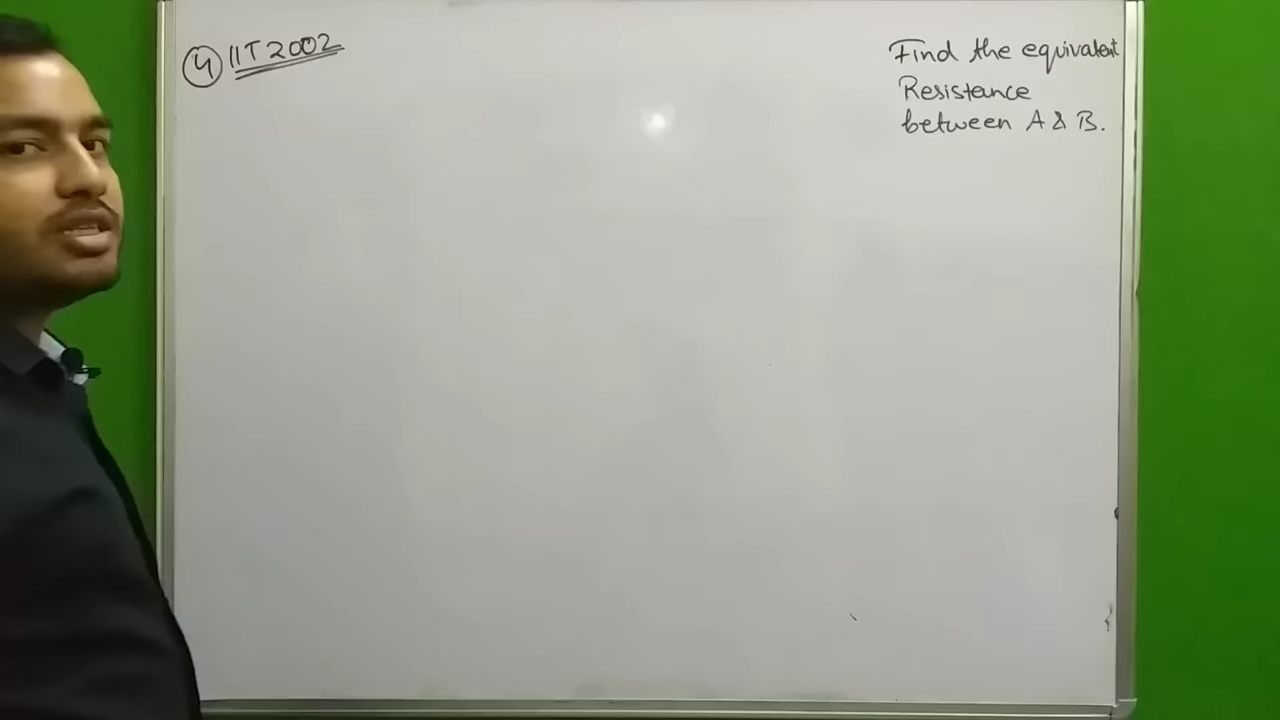 4 IIT 2002
Find the equivalent
Resistance
between A & B.